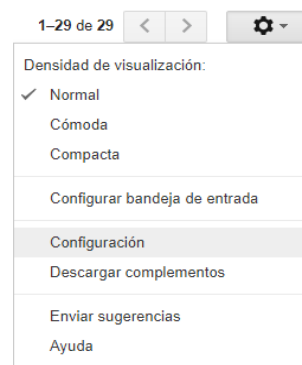 1–29 de 29
Densidad de visualización:
Normal
Cómoda
Compacta
Configurar bandeja de entrada
Configuración
Descargar complementos
Enviar sugerencias
Ayuda